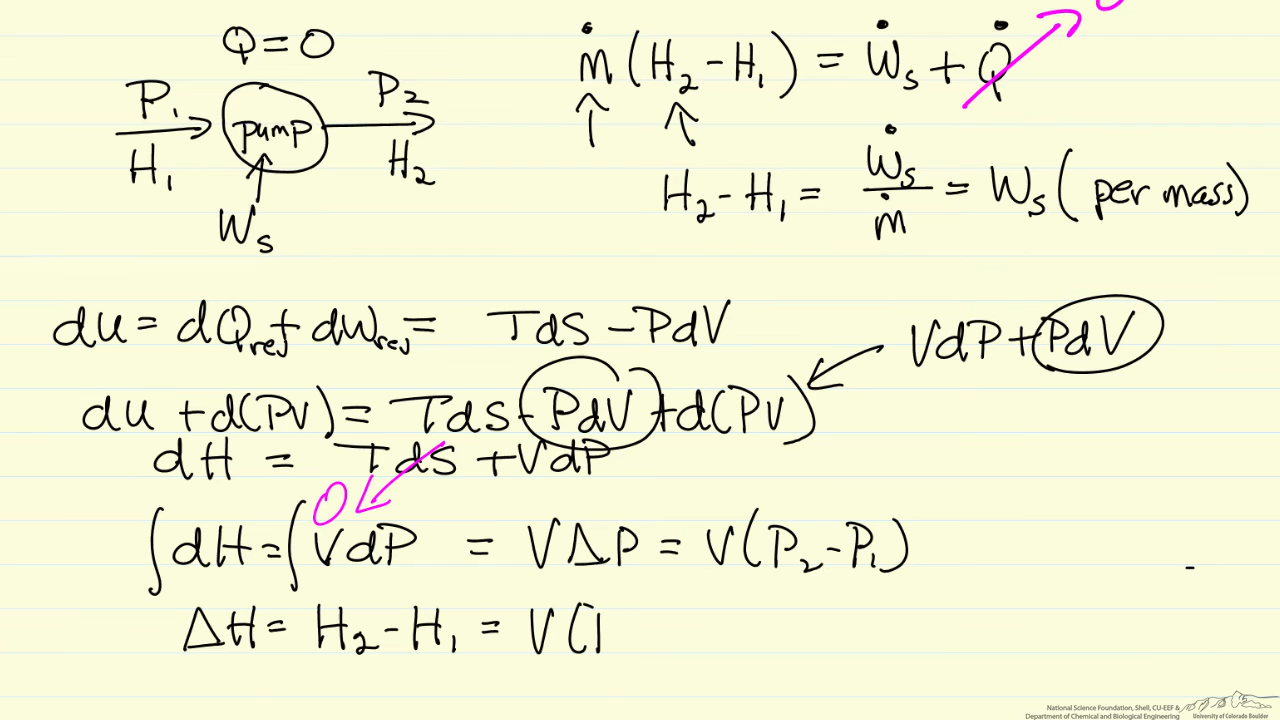 Q = 0
P₁
H₁
pump
P₂
H₂
Wₛ
ṁ (H₂ - H₁) = Ẇₛ + Q̇ 0
H₂ - H₁ = Ẇₛ / ṁ = Wₛ ( per mass)
du = dQrev + dWrev = TdS - PdV
VdP + PdV
du + d(PV) = TdS - PdV + d(PV)
dH = TdS + VdP
0
∫dH = ∫VdP = VΔP = V(P₂ - P₁)
ΔH = H₂ - H₁ = V(
National Science Foundation, Shell, CU-EEF &
Department of Chemical and Biological Engineering
University of Colorado Boulder